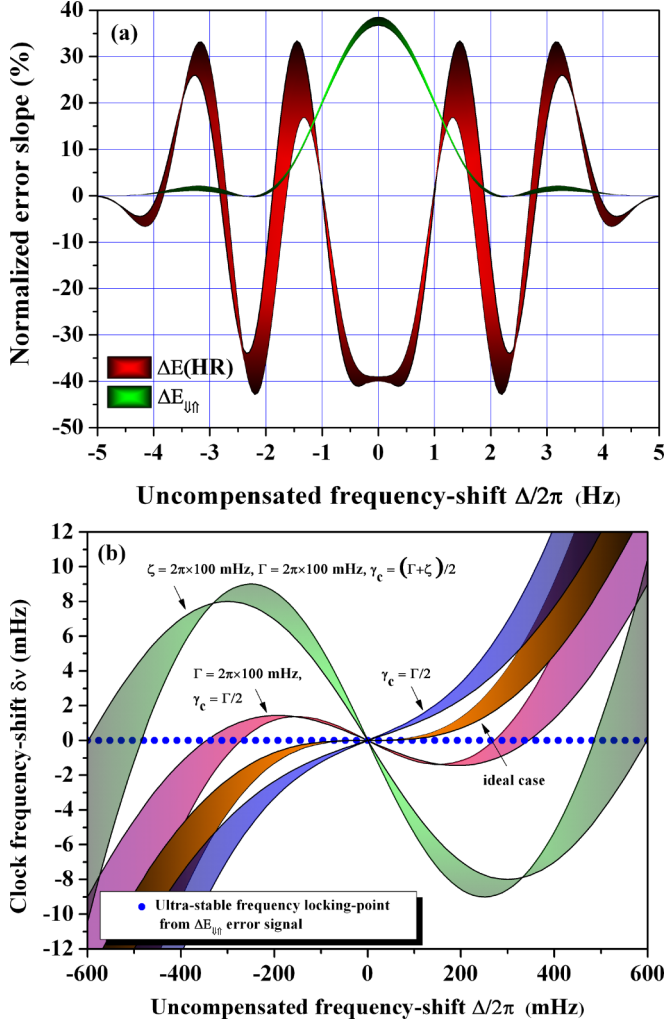 (a)
Normalized error slope (%)
40
30
20
10
0
-10
-20
-30
-40
-50
ΔE(HR)
ΔE⇓⇑
-5 -4 -3 -2 -1 0 1 2 3 4 5
Uncompensated frequency-shift Δ/2π (Hz)
(b)
Clock frequency-shift δν (mHz)
12
10
8
6
4
2
0
-2
-4
-6
-8
-10
-12
ζ = 2π×100 mHz, Γ = 2π×100 mHz, γc = (Γ+ζ)/2
Γ = 2π×100 mHz,
γc = Γ/2
γc = Γ/2
ideal case
Ultra-stable frequency locking-point
from ΔE⇓⇑ error signal
-600 -400 -200 0 200 400 600
Uncompensated frequency-shift Δ/2π (mHz)